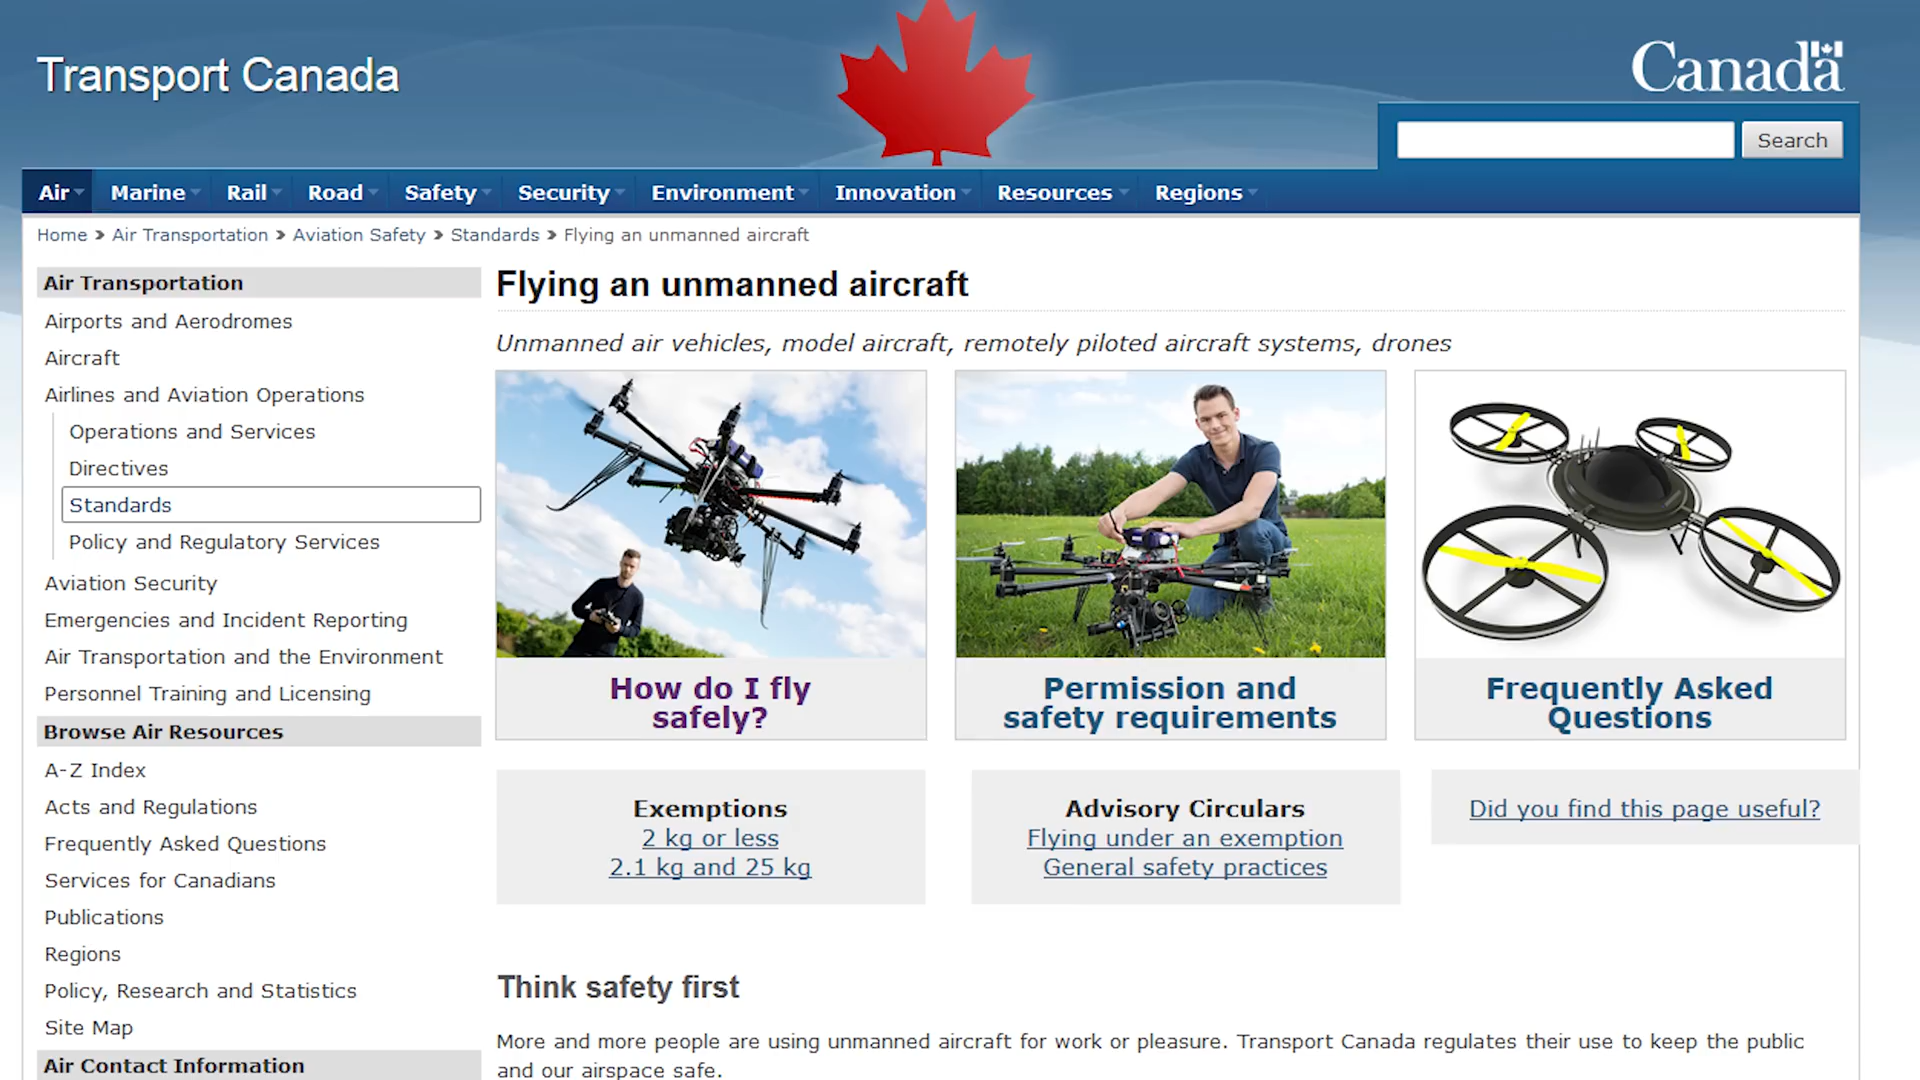 Transport Canada
Canada
Search
Air Marine Rail Road Safety Security Environment Innovation Resources Regions
Home > Air Transportation > Aviation Safety > Standards > Flying an unmanned aircraft
Air Transportation
Airports and Aerodromes
Aircraft
Airlines and Aviation Operations
Operations and Services
Directives
Standards
Policy and Regulatory Services
Aviation Security
Emergencies and Incident Reporting
Air Transportation and the Environment
Personnel Training and Licensing
Browse Air Resources
A-Z Index
Acts and Regulations
Frequently Asked Questions
Services for Canadians
Publications
Regions
Policy, Research and Statistics
Site Map
Air Contact Information
Flying an unmanned aircraft
Unmanned air vehicles, model aircraft, remotely piloted aircraft systems, drones
How do I fly
safely?
Permission and
safety requirements
Frequently Asked
Questions
Exemptions
2 kg or less
2.1 kg and 25 kg
Advisory Circulars
Flying under an exemption
General safety practices
Did you find this page useful?
Think safety first
More and more people are using unmanned aircraft for work or pleasure. Transport Canada regulates their use to keep the public
and our airspace safe.